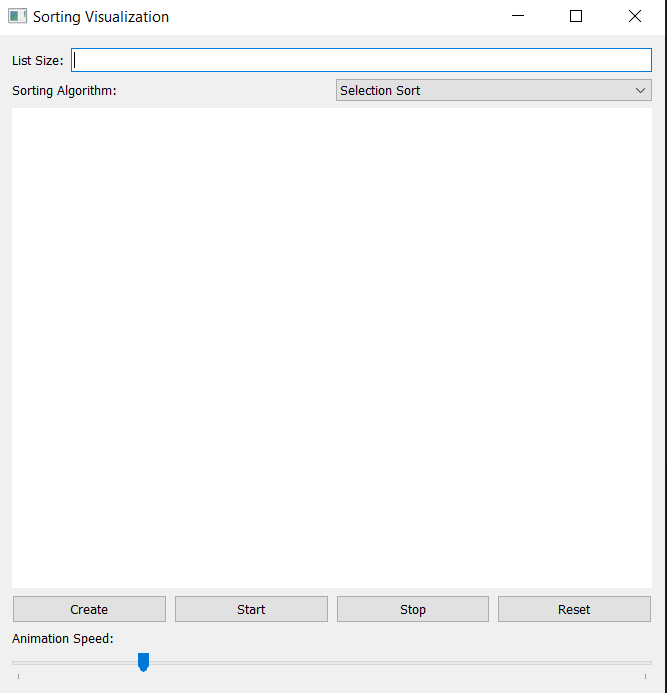 Sorting Visualization
List Size:
Sorting Algorithm: Selection Sort
Create Start Stop Reset
Animation Speed: